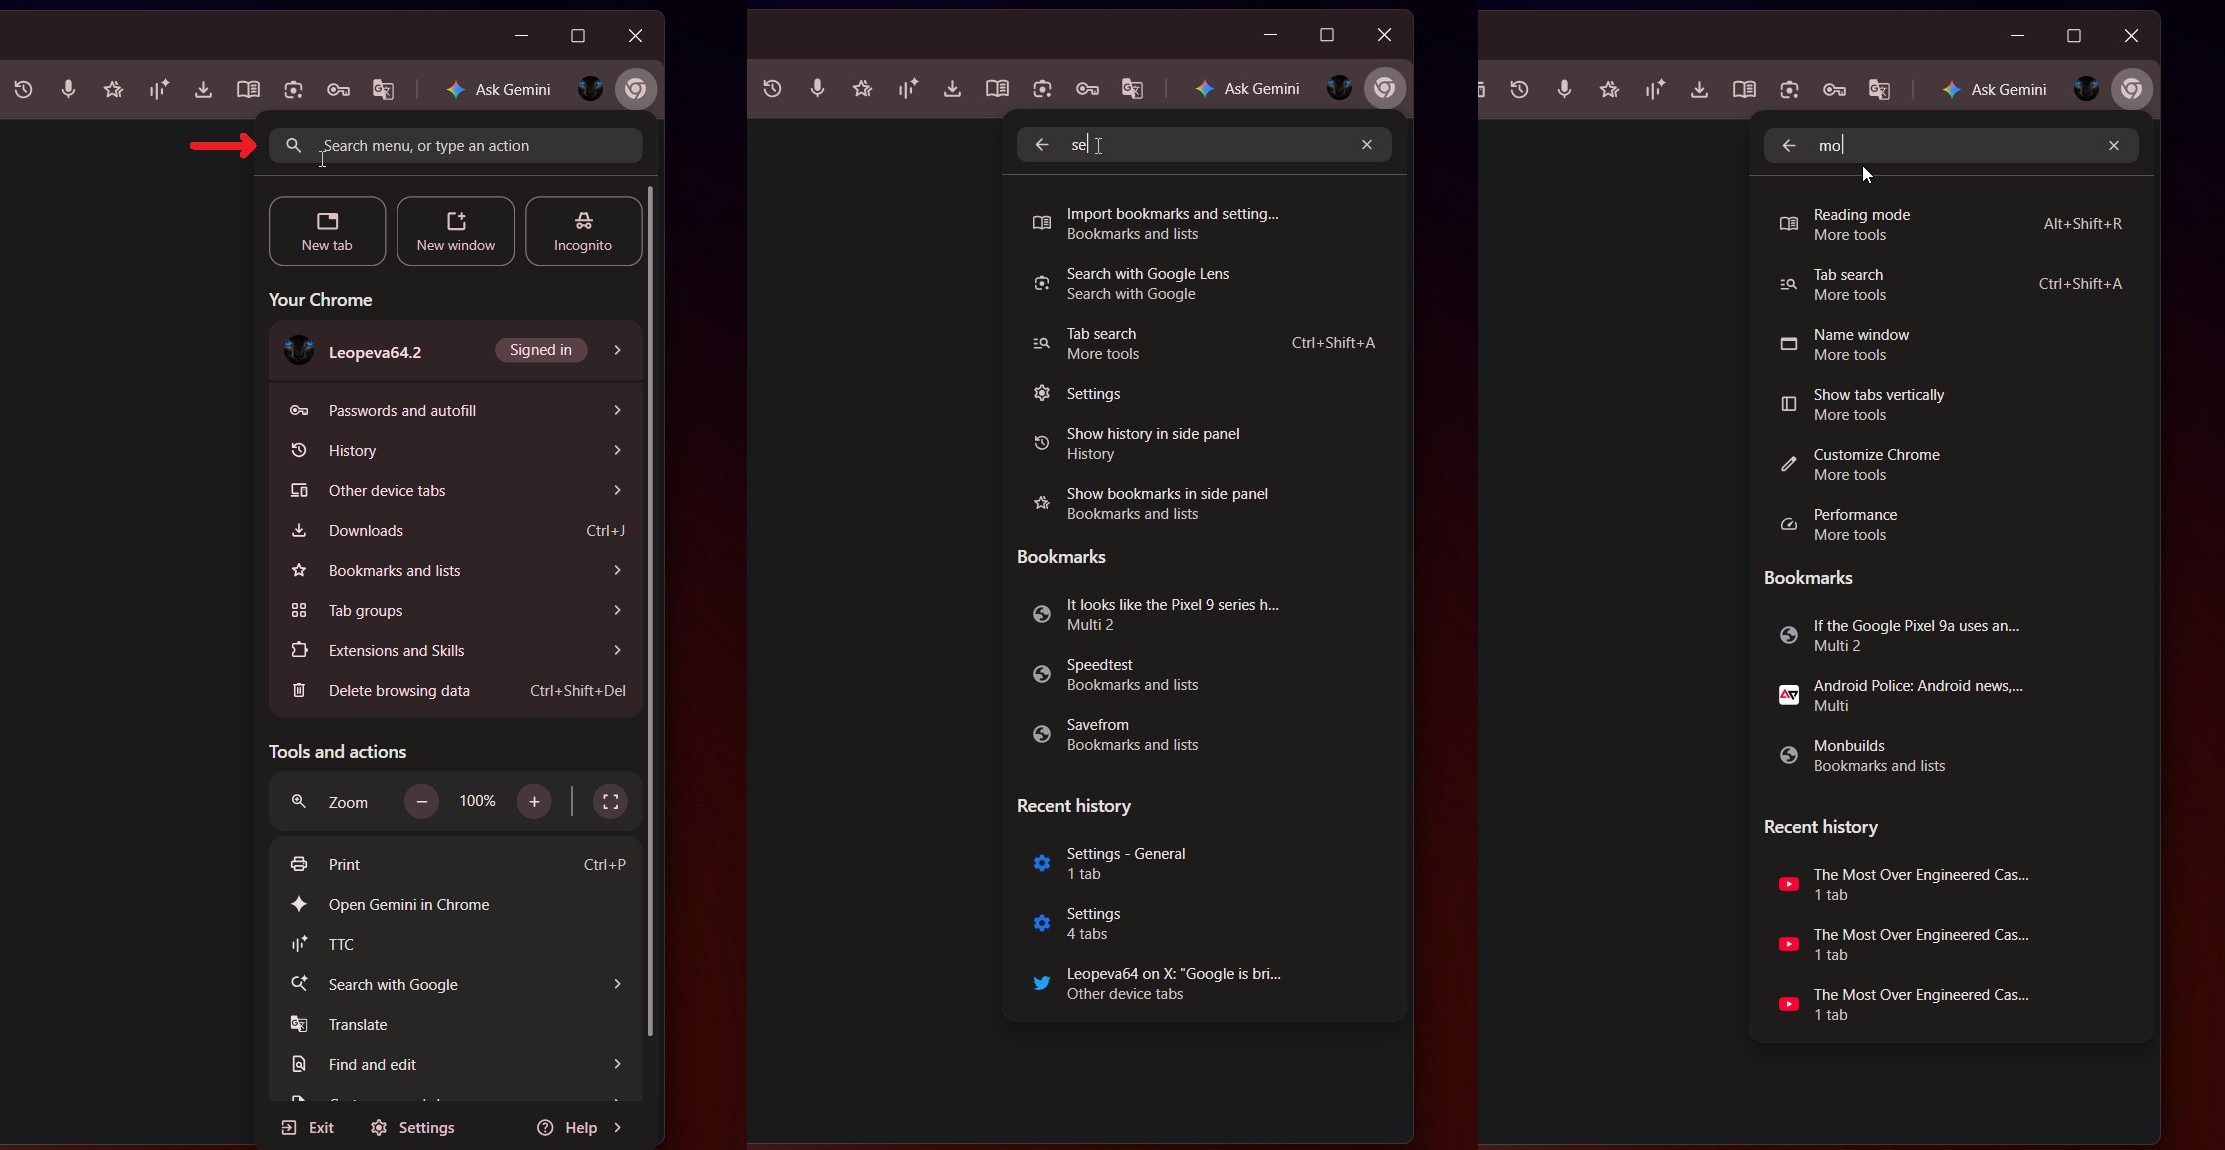 Ask Gemini
Search menu, or type an action
New tab
New window
Incognito
Your Chrome
Leopeva64.2
Signed in
Passwords and autofill
History
Other device tabs
Downloads Ctrl+J
Bookmarks and lists
Tab groups
Extensions and Skills
Delete browsing data Ctrl+Shift+Del
Tools and actions
Zoom − 100% +
Print Ctrl+P
Open Gemini in Chrome
TTC
Search with Google
Translate
Find and edit
Exit
Settings
Help
Ask Gemini
se
Import bookmarks and setting...
Bookmarks and lists
Search with Google Lens
Search with Google
Tab search Ctrl+Shift+A
More tools
Settings
Show history in side panel
History
Show bookmarks in side panel
Bookmarks and lists
Bookmarks
It looks like the Pixel 9 series h...
Multi 2
Speedtest
Bookmarks and lists
Savefrom
Bookmarks and lists
Recent history
Settings - General
1 tab
Settings
4 tabs
Leopeva64 on X: "Google is bri...
Other device tabs
Ask Gemini
mo
Reading mode Alt+Shift+R
More tools
Tab search Ctrl+Shift+A
More tools
Name window
More tools
Show tabs vertically
More tools
Customize Chrome
More tools
Performance
More tools
Bookmarks
If the Google Pixel 9a uses an...
Multi 2
Android Police: Android news,...
Multi
Monbuilds
Bookmarks and lists
Recent history
The Most Over Engineered Cas...
1 tab
The Most Over Engineered Cas...
1 tab
The Most Over Engineered Cas...
1 tab